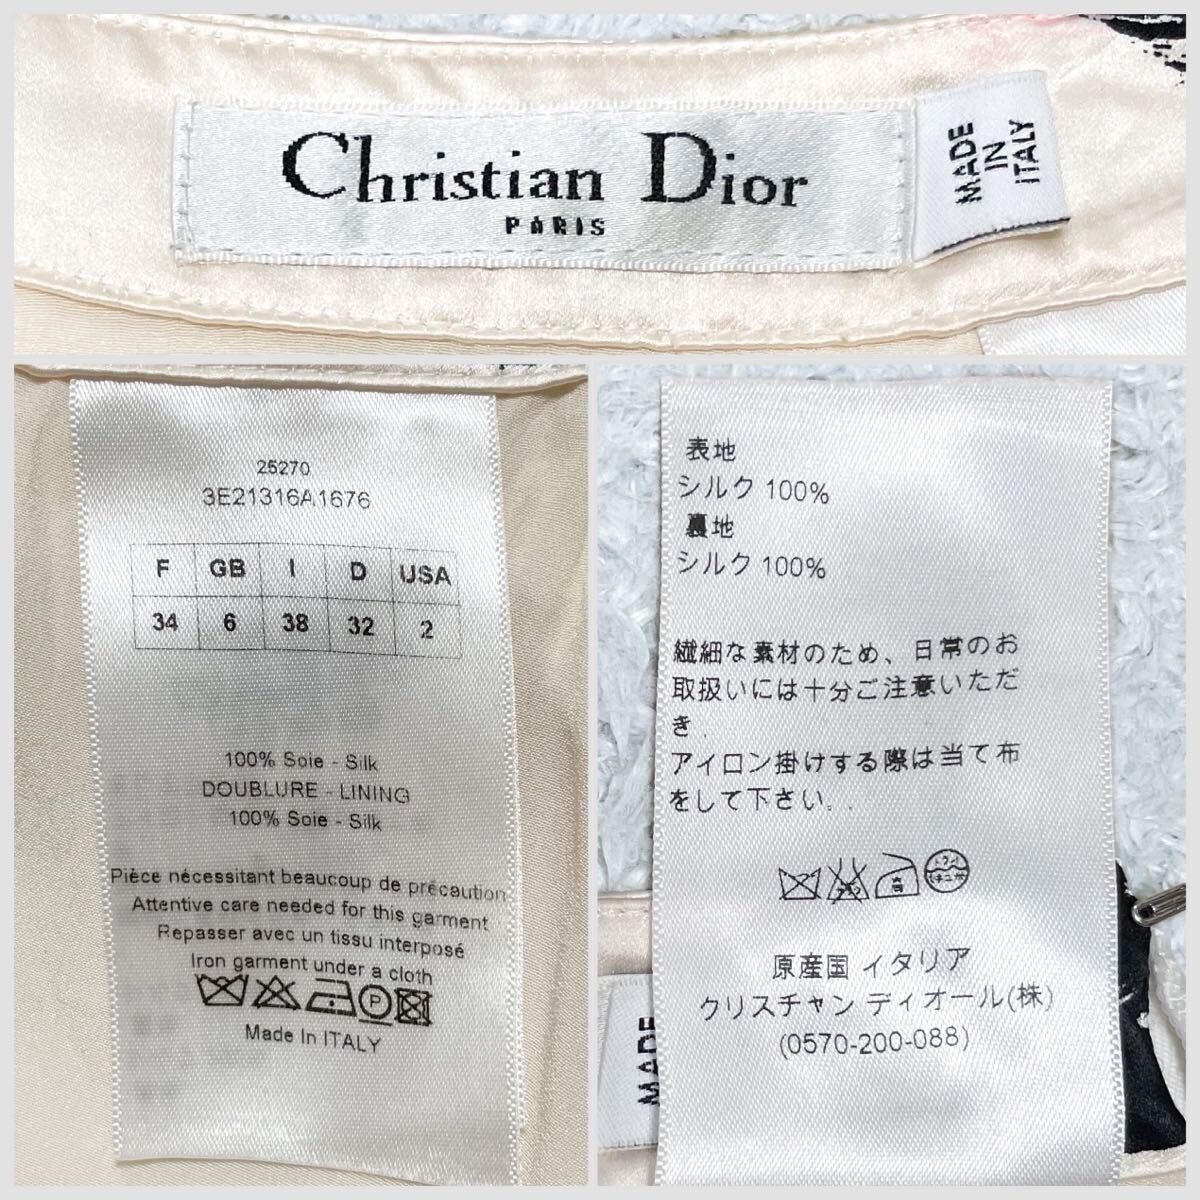 Christian Dior
PARIS
MADE
IN
ITALY
25270
3E21316A1676
F GB I D USA
34 6 38 32 2
100% Soie - Silk
DOUBLURE - LINING
100% Soie - Silk
Pièce nécessitant beaucoup de précaution
Attentive care needed for this garment
Repasser avec un tissu interposé
Iron garment under a cloth
P
Made In ITALY
表地
シルク 100%
裏地
シルク 100%
繊細な素材のため、日常のお
取扱いには十分ご注意いただ
き.
アイロン掛けする際は当て布
をして下さい。.
原産国 イタリア
クリスチャン ディオール(株)
(0570-200-088)
MADE